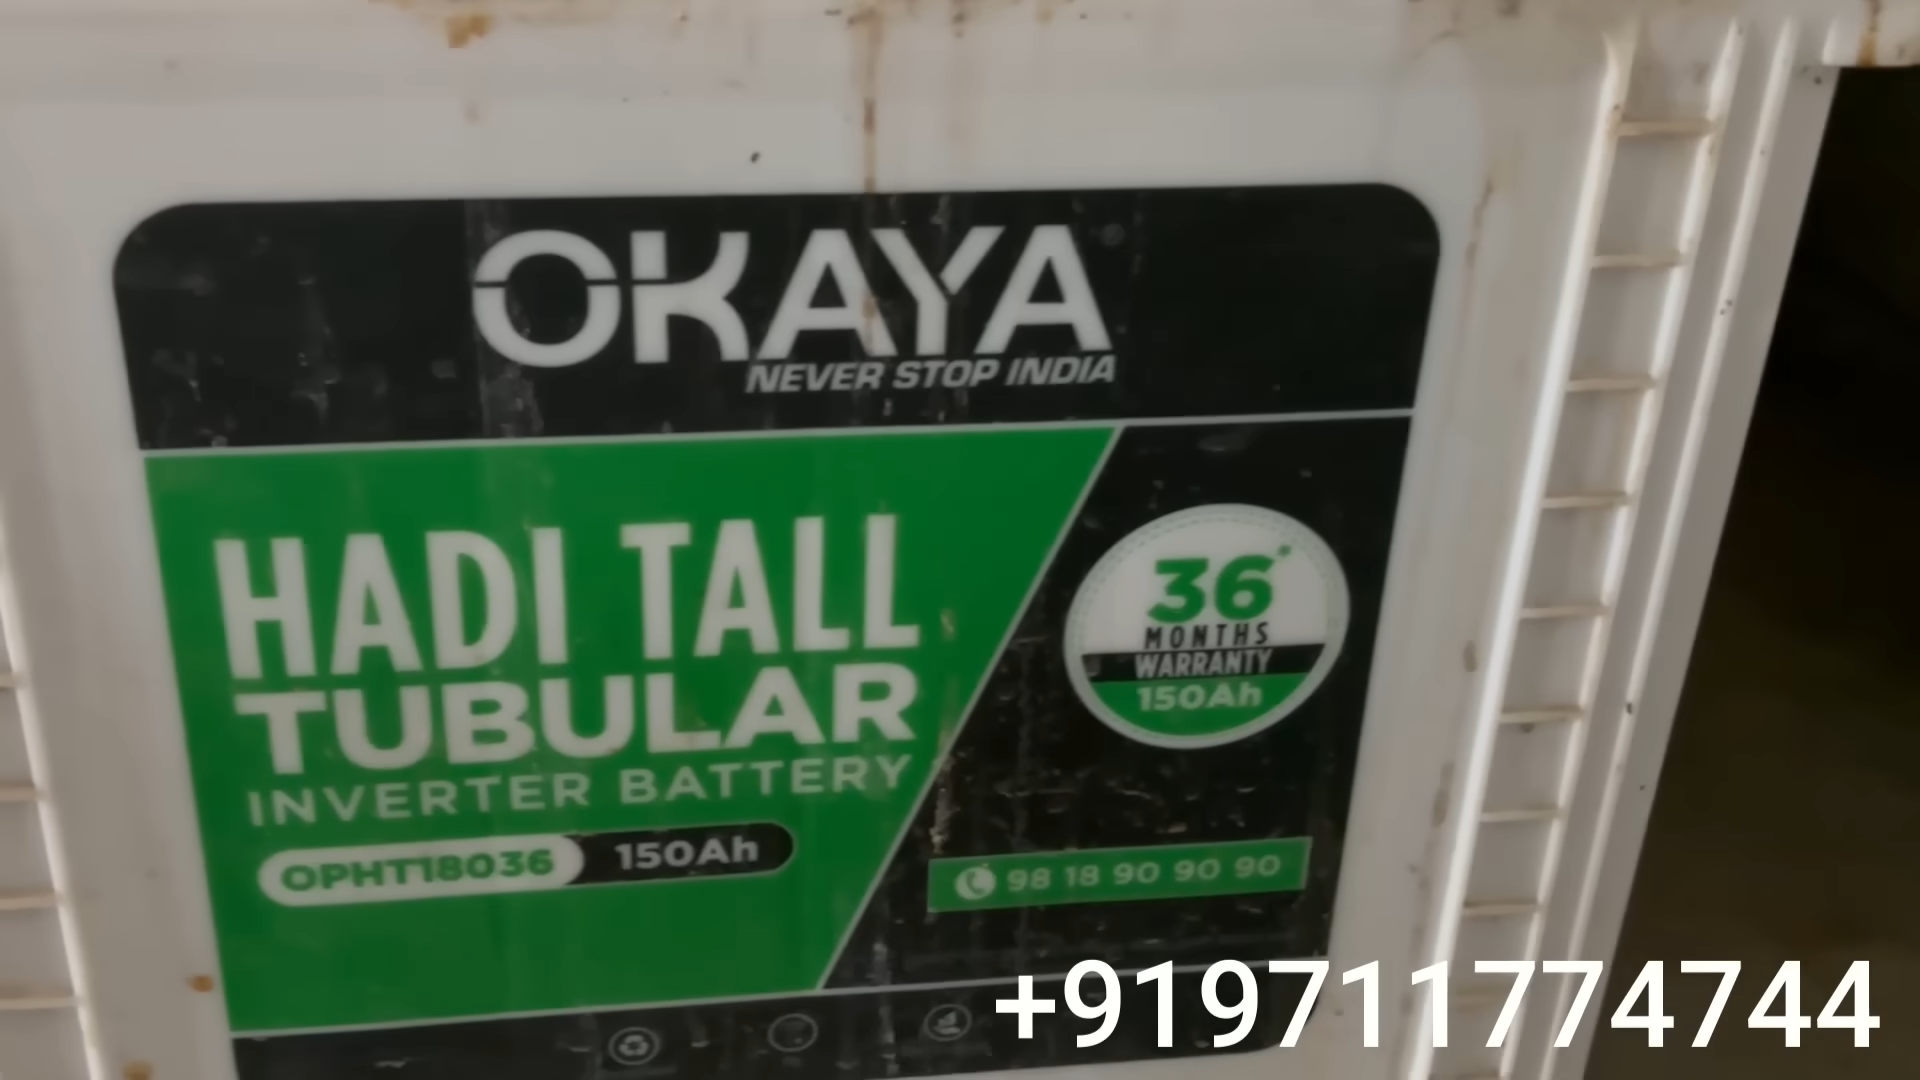 OKAYA
NEVER STOP INDIA
HADI TALL
TUBULAR
INVERTER BATTERY
OPHT18036 150Ah
36*
MONTHS
WARRANTY
150Ah
98 18 90 90 90
+919711774744